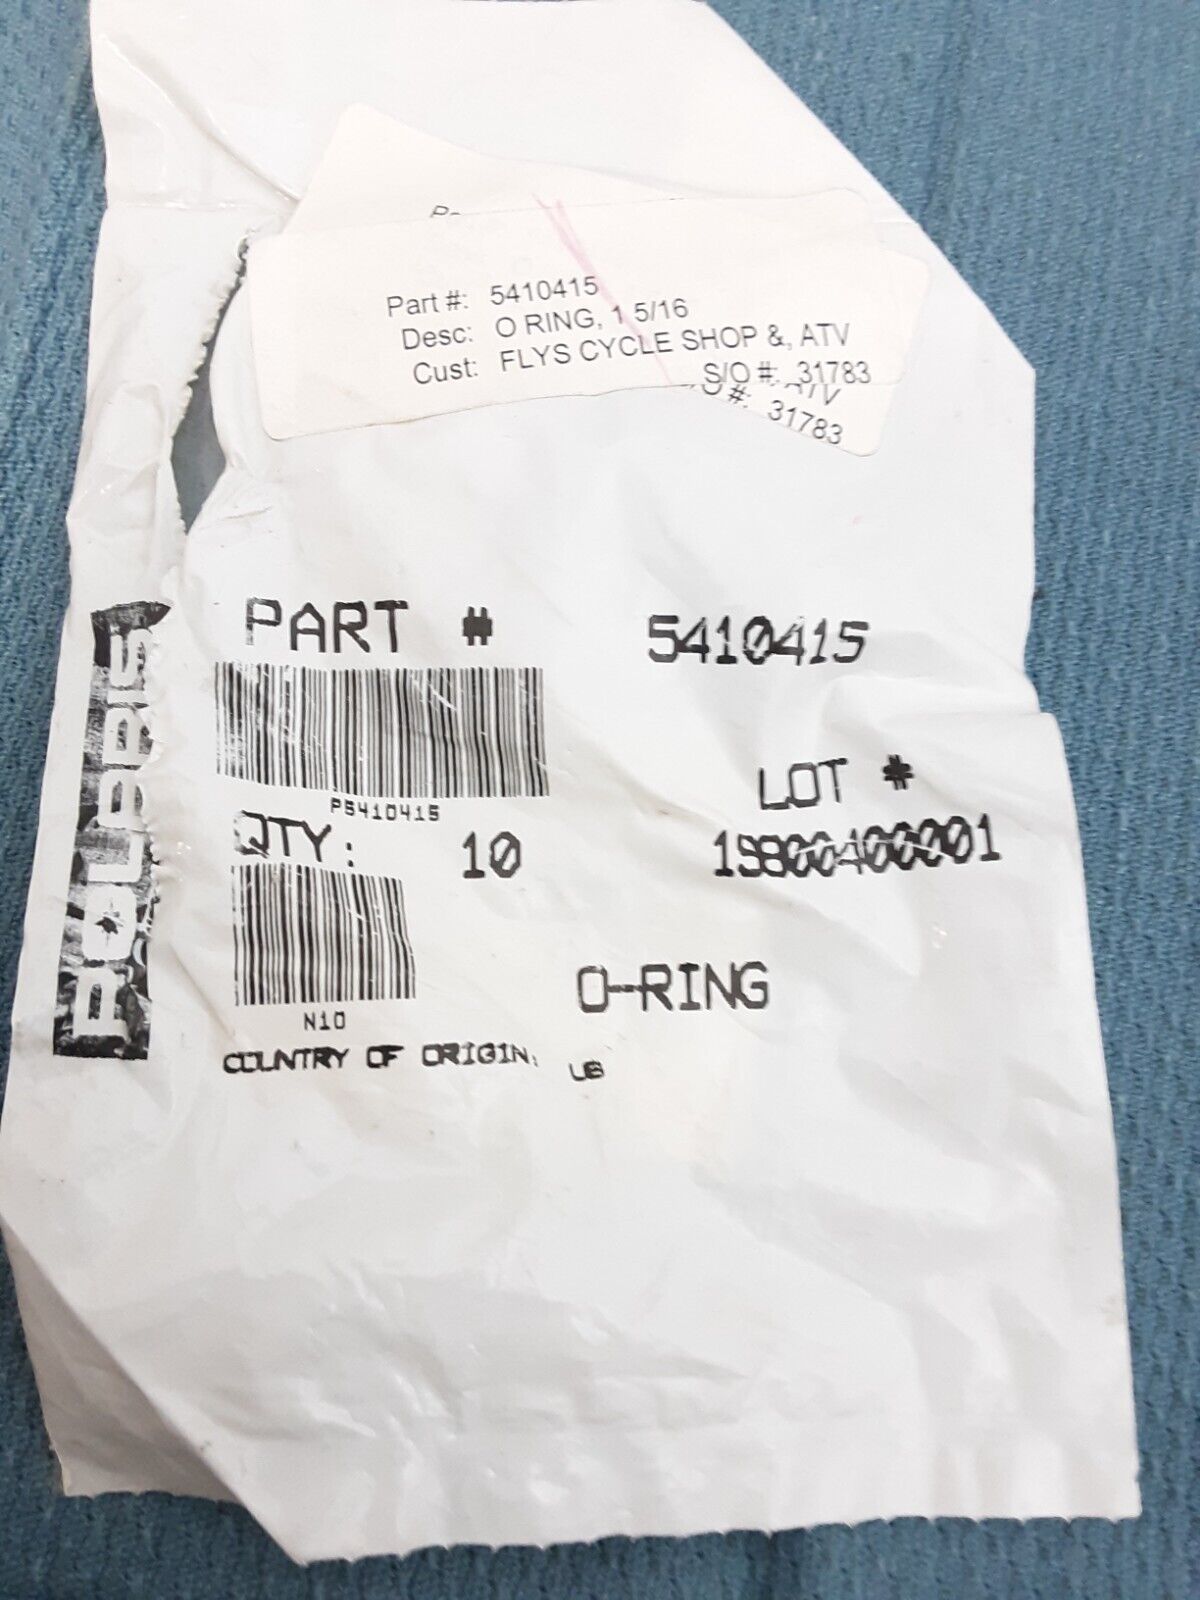 Part #: 5410415
Desc: O RING, 1 5/16
Cust: FLYS CYCLE SHOP &, ATV
S/O #: 31783
O #: 31783
PART # 5410415
P5410415
LOT #
QTY: 10
N10
O-RING
COUNTRY OF ORIGIN: US
POLARIS